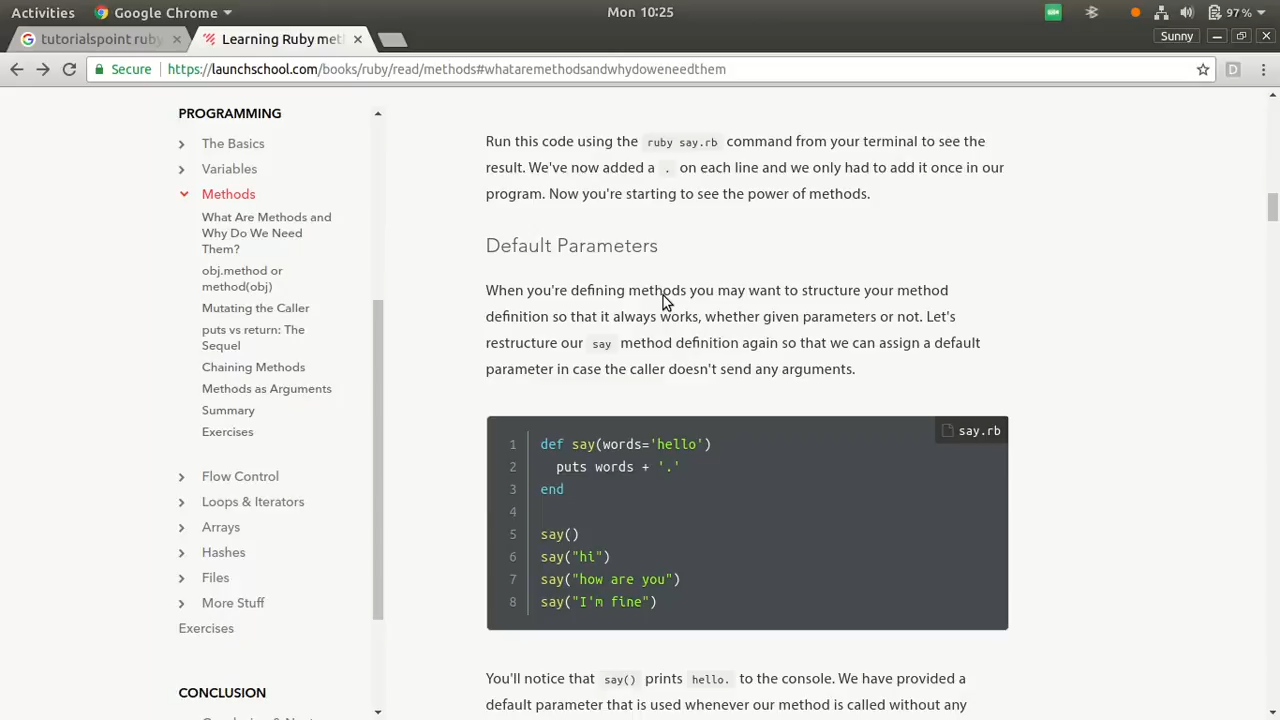 Activities Google Chrome Mon 10:25 97%
tutorialspoint ruby Learning Ruby met Sunny
Secure https://launchschool.com/books/ruby/read/methods#whataremethodsandwhydoweneedthem D
PROGRAMMING
The Basics
Variables
Methods
What Are Methods and
Why Do We Need
Them?
obj.method or
method(obj)
Mutating the Caller
puts vs return: The
Sequel
Chaining Methods
Methods as Arguments
Summary
Exercises
Flow Control
Loops & Iterators
Arrays
Hashes
Files
More Stuff
Exercises
CONCLUSION
Run this code using the ruby say.rb command from your terminal to see the
result. We've now added a . on each line and we only had to add it once in our
program. Now you're starting to see the power of methods.
Default Parameters
When you're defining methods you may want to structure your method
definition so that it always works, whether given parameters or not. Let's
restructure our say method definition again so that we can assign a default
parameter in case the caller doesn't send any arguments.
say.rb
1 def say(words='hello')
2   puts words + '.'
3 end
4
5 say()
6 say("hi")
7 say("how are you")
8 say("I'm fine")
You'll notice that say() prints hello. to the console. We have provided a
default parameter that is used whenever our method is called without any